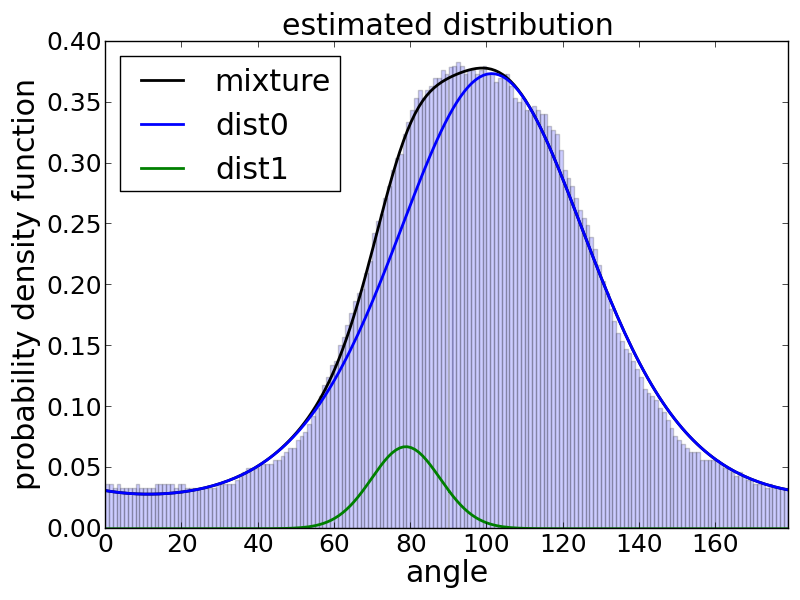 estimated distribution
probability density function
0.40
0.35
0.30
0.25
0.20
0.15
0.10
0.05
0.00
mixture
dist0
dist1
0 20 40 60 80 100 120 140 160
angle